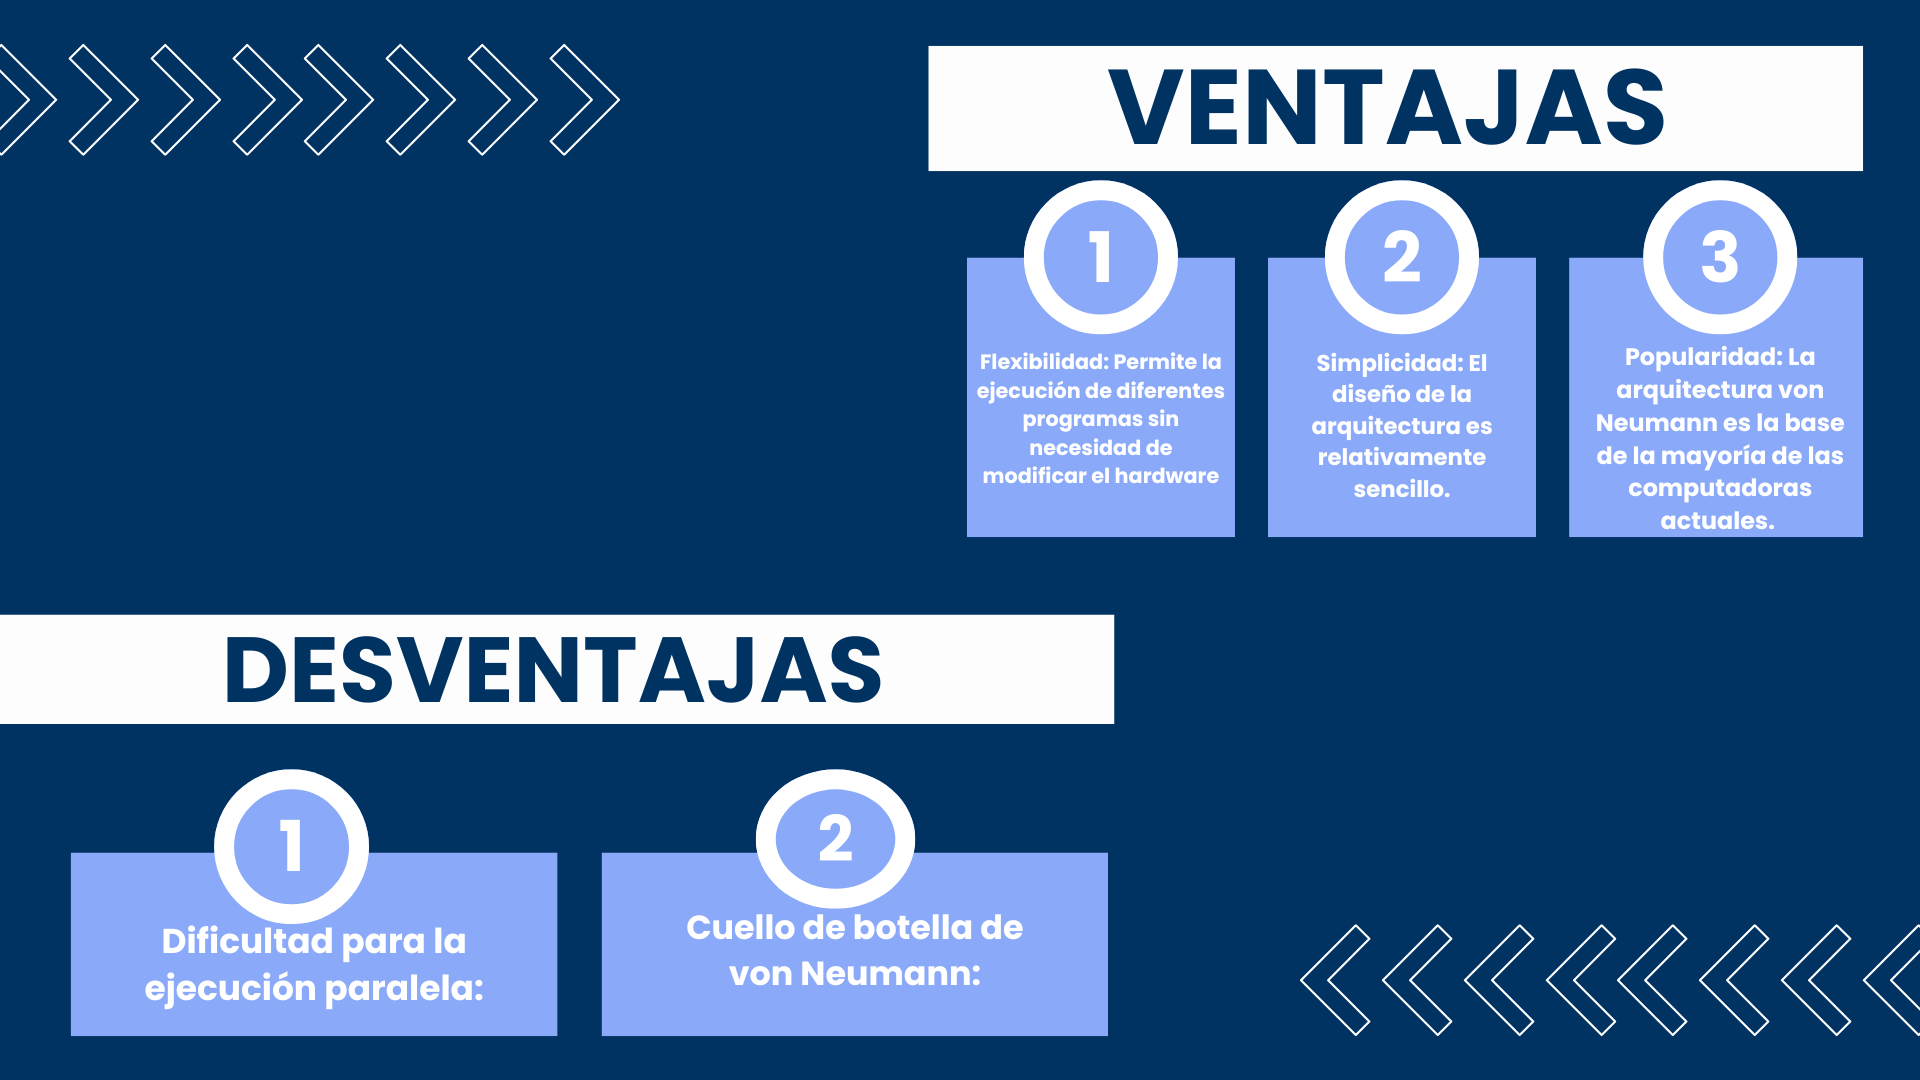 VENTAJAS
1
Flexibilidad: Permite la
ejecución de diferentes
programas sin
necesidad de
modificar el hardware
2
Simplicidad: El
diseño de la
arquitectura es
relativamente
sencillo.
3
Popularidad: La
arquitectura von
Neumann es la base
de la mayoría de las
computadoras
actuales.
DESVENTAJAS
1
Dificultad para la
ejecución paralela:
2
Cuello de botella de
von Neumann: